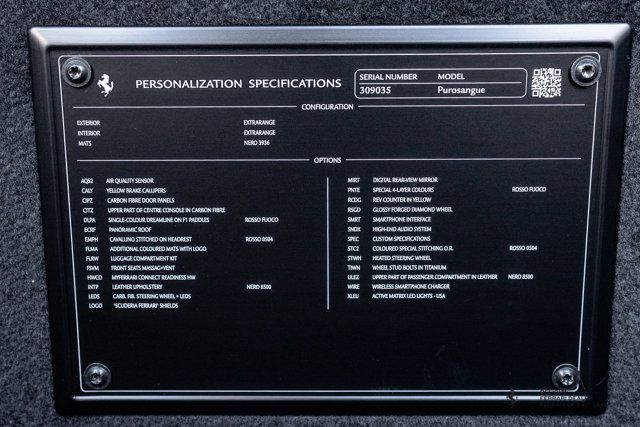 PERSONALIZATION SPECIFICATIONS
SERIAL NUMBER MODEL
309035 Purosangue
CONFIGURATION
EXTERIOR EXTRARANGE
INTERIOR EXTRARANGE
MATS NERO 3936
OPTIONS
AQS2 AIR QUALITY SENSOR
CALY YELLOW BRAKE CALLIPERS
CIPZ CARBON FIBRE DOOR PANELS
CITZ UPPER PART OF CENTRE CONSOLE IN CARBON FIBRE
DLPA SINGLE-COLOUR DREAMLINE ON F1 PADDLES ROSSO FUOCO
ECRF PANORAMIC ROOF
EMPH CAVALLINO STITCHED ON HEADREST ROSSO 0504
FLMA ADDITIONAL COLOURED MATS WITH LOGO
FLRW LUGGAGE COMPARTMENT KIT
FSVM FRONT SEATS MASSAG+VENT
HWCD MYFERRARI CONNECT READINESS HW
INTP LEATHER UPHOLSTERY NERO 8500
LEDS CARB. FIB. STEERING WHEEL + LEDS
LOGO "SCUDERIA FERRARI" SHIELDS
MIRT DIGITAL REAR-VIEW MIRROR
PNTE SPECIAL 4-LAYER COLOURS ROSSO FUOCO
RCDG REV COUNTER IN YELLOW
RSGD GLOSSY FORGED DIAMOND WHEEL
SMRT SMARTPHONE INTERFACE
SNDX HIGH-END AUDIO SYSTEM
SPEC CUSTOM SPECIFICATIONS
STC2 COLOURED SPECIAL STITCHING O.R. ROSSO 0504
STWH HEATED STEERING WHEEL
TIWN WHEEL STUD BOLTS IN TITANIUM
ULEZ UPPER PART OF PASSENGER COMPARTMENT IN LEATHER NERO 8500
WIRE WIRELESS SMARTPHONE CHARGER
XLEU ACTIVE MATRIX LED LIGHTS - USA
FERRARI DEALER